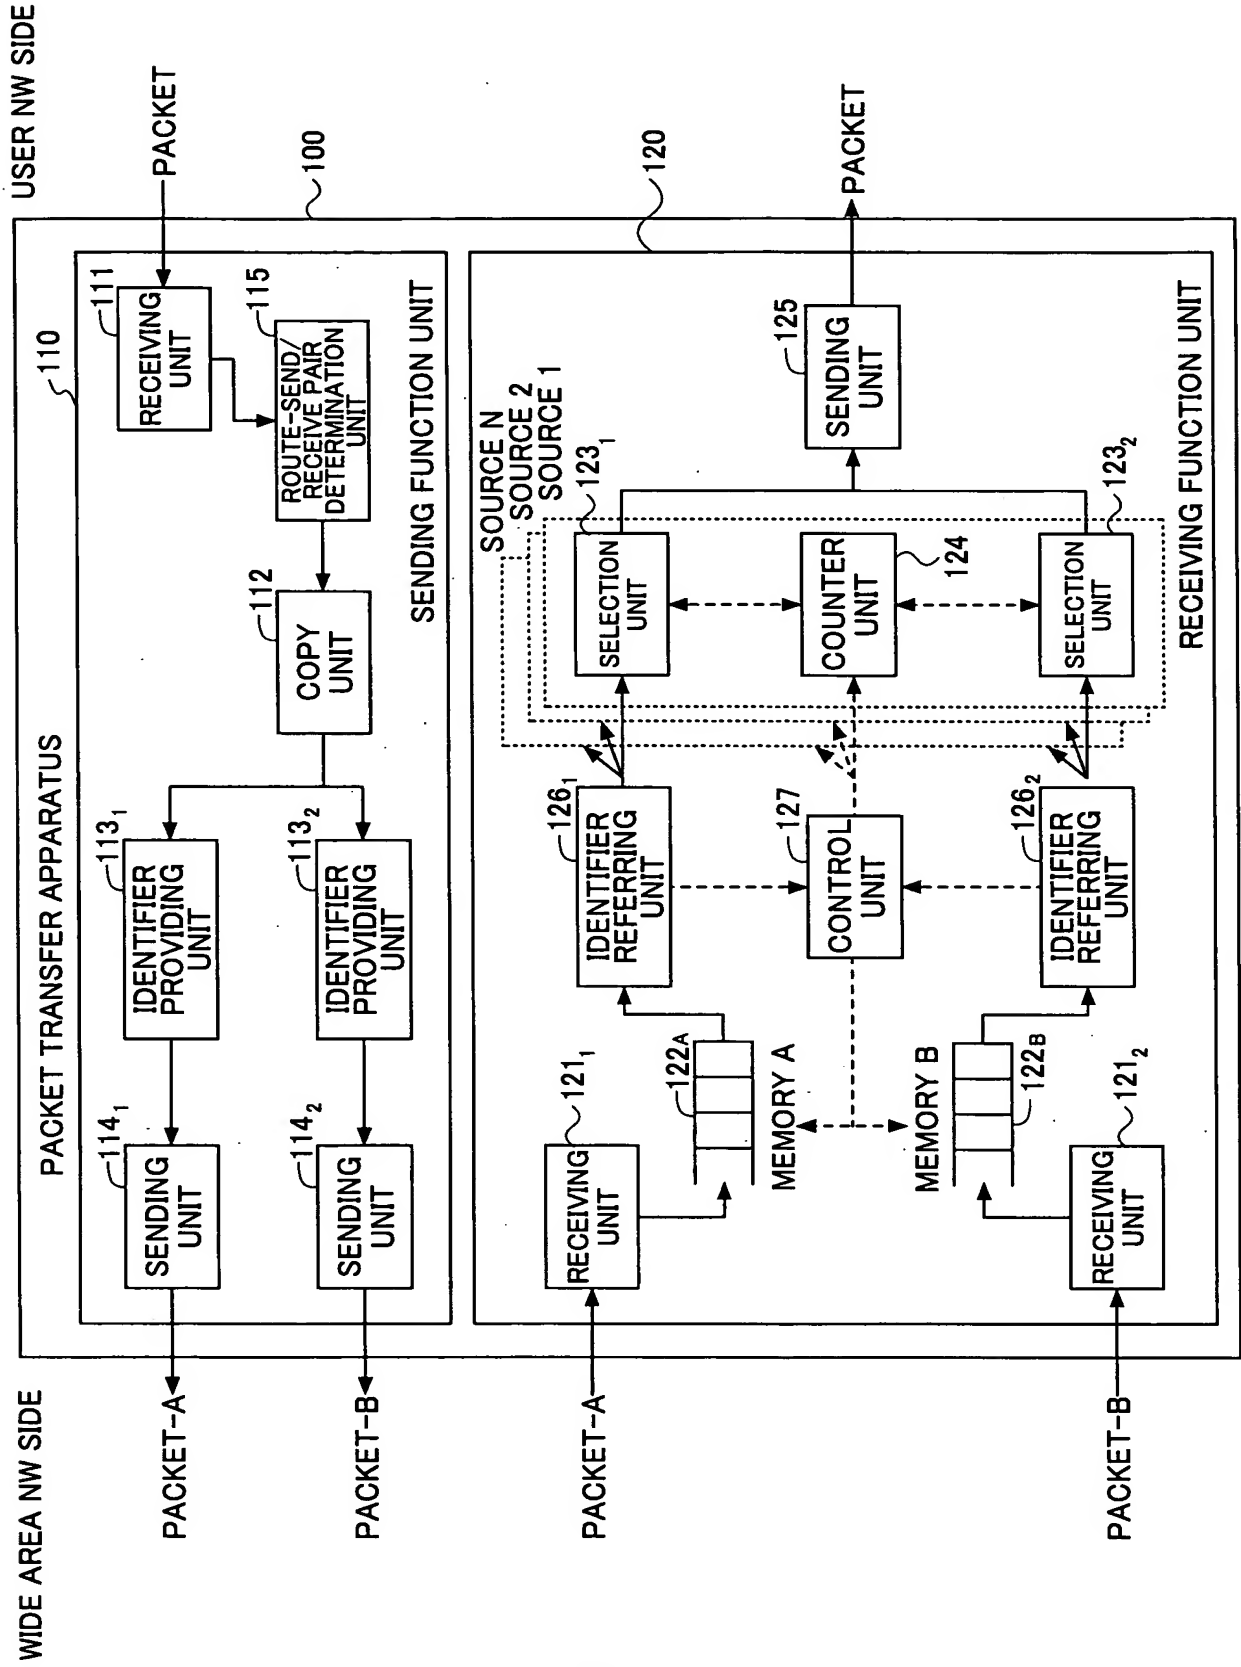 WIDE AREA NW SIDE
USER NW SIDE
PACKET TRANSFER APPARATUS
100
110
PACKET-A
PACKET-B
114₁
SENDING
UNIT
114₂
SENDING
UNIT
113₁
IDENTIFIER
PROVIDING
UNIT
113₂
IDENTIFIER
PROVIDING
UNIT
112
COPY
UNIT
111
RECEIVING
UNIT
115
ROUTE-SEND/
RECEIVE PAIR
DETERMINATION
UNIT
PACKET
SENDING FUNCTION UNIT
120
PACKET-A
121₁
RECEIVING
UNIT
122A
MEMORY A
MEMORY B
122B
121₂
RECEIVING
UNIT
PACKET-B
126₁
IDENTIFIER
REFERRING
UNIT
127
CONTROL
UNIT
126₂
IDENTIFIER
REFERRING
UNIT
SOURCE N
SOURCE 2
SOURCE 1
123₁
SELECTION
UNIT
COUNTER
UNIT
124
SELECTION
UNIT
123₂
125
SENDING
UNIT
PACKET
RECEIVING FUNCTION UNIT